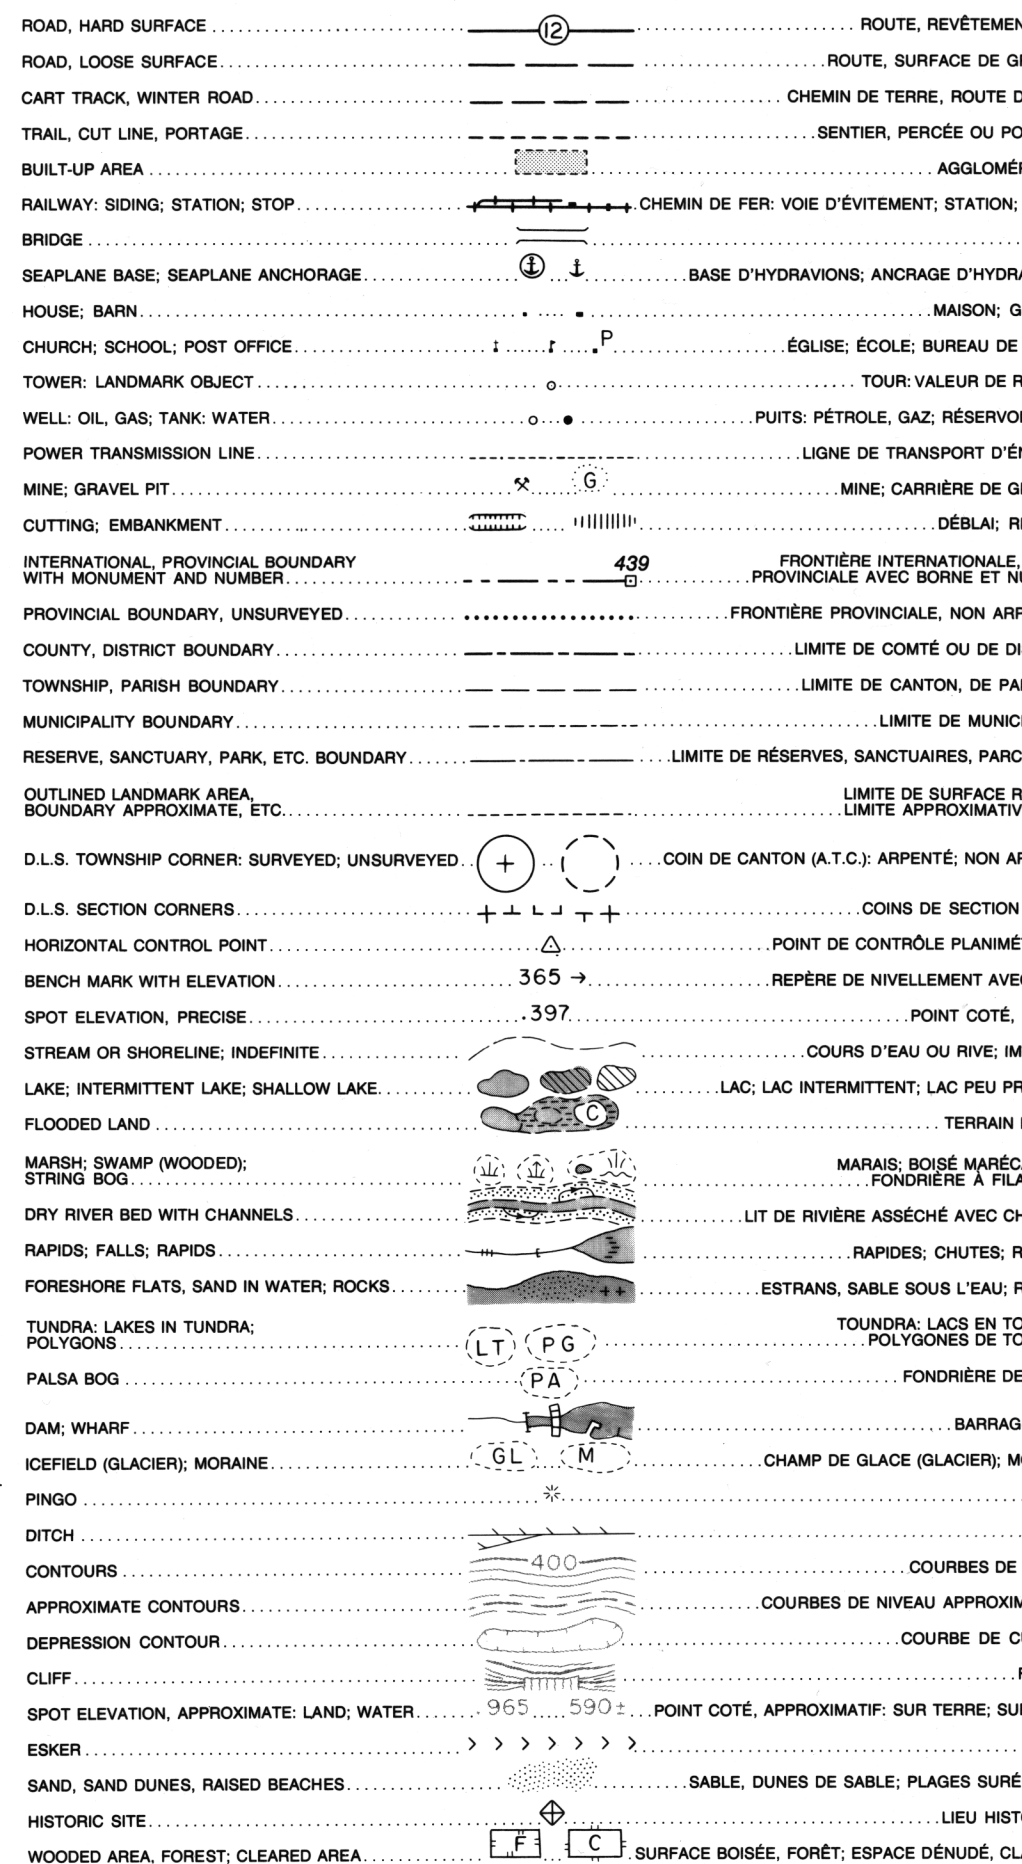 ROAD, HARD SURFACE 12 ROUTE, REVÊTEMEN
ROAD, LOOSE SURFACE ROUTE, SURFACE DE
CART TRACK, WINTER ROAD CHEMIN DE TERRE, ROUTE D
TRAIL, CUT LINE, PORTAGE SENTIER, PERCÉE OU PO
BUILT-UP AREA AGGLOMÉR
RAILWAY: SIDING; STATION; STOP CHEMIN DE FER: VOIE D'ÉVITEMENT; STATION;
BRIDGE
SEAPLANE BASE; SEAPLANE ANCHORAGE BASE D'HYDRAVIONS; ANCRAGE D'HYDRA
HOUSE; BARN MAISON; G
CHURCH; SCHOOL; POST OFFICE P ÉGLISE; ÉCOLE; BUREAU DE
TOWER: LANDMARK OBJECT TOUR: VALEUR DE R
WELL: OIL, GAS; TANK: WATER PUITS: PÉTROLE, GAZ; RÉSERVOI
POWER TRANSMISSION LINE LIGNE DE TRANSPORT D'ÉN
MINE; GRAVEL PIT G MINE; CARRIÈRE DE G
CUTTING; EMBANKMENT DÉBLAI; R
INTERNATIONAL, PROVINCIAL BOUNDARY 439 FRONTIÈRE INTERNATIONALE,
WITH MONUMENT AND NUMBER PROVINCIALE AVEC BORNE ET NU
PROVINCIAL BOUNDARY, UNSURVEYED FRONTIÈRE PROVINCIALE, NON ARP
COUNTY, DISTRICT BOUNDARY LIMITE DE COMTÉ OU DE DI
TOWNSHIP, PARISH BOUNDARY LIMITE DE CANTON, DE PA
MUNICIPALITY BOUNDARY LIMITE DE MUNICI
RESERVE, SANCTUARY, PARK, ETC. BOUNDARY LIMITE DE RÉSERVES, SANCTUAIRES, PARC
OUTLINED LANDMARK AREA, LIMITE DE SURFACE R
BOUNDARY APPROXIMATE, ETC. LIMITE APPROXIMATIV
D.L.S. TOWNSHIP CORNER: SURVEYED; UNSURVEYED COIN DE CANTON (A.T.C.): ARPENTÉ; NON AR
D.L.S. SECTION CORNERS COINS DE SECTION
HORIZONTAL CONTROL POINT POINT DE CONTRÔLE PLANIMÉT
BENCH MARK WITH ELEVATION 365 → REPÈRE DE NIVELLEMENT AVEC
SPOT ELEVATION, PRECISE .397 POINT COTÉ,
STREAM OR SHORELINE; INDEFINITE COURS D'EAU OU RIVE; IM
LAKE; INTERMITTENT LAKE; SHALLOW LAKE LAC; LAC INTERMITTENT; LAC PEU PR
FLOODED LAND C TERRAIN
MARSH; SWAMP (WOODED); MARAIS; BOISÉ MARÉCA
STRING BOG FONDRIÈRE À FILA
DRY RIVER BED WITH CHANNELS LIT DE RIVIÈRE ASSÉCHÉ AVEC CH
RAPIDS; FALLS; RAPIDS RAPIDES; CHUTES; R
FORESHORE FLATS, SAND IN WATER; ROCKS ESTRANS, SABLE SOUS L'EAU; R
TUNDRA: LAKES IN TUNDRA; TOUNDRA: LACS EN TO
POLYGONS LT PG POLYGONES DE TO
PALSA BOG PA FONDRIÈRE DE
DAM; WHARF BARRAG
ICEFIELD (GLACIER); MORAINE GL M CHAMP DE GLACE (GLACIER); MO
PINGO
DITCH
CONTOURS 400 COURBES DE
APPROXIMATE CONTOURS COURBES DE NIVEAU APPROXIM
DEPRESSION CONTOUR COURBE DE C
CLIFF
SPOT ELEVATION, APPROXIMATE: LAND; WATER .965 590± POINT COTÉ, APPROXIMATIF: SUR TERRE; SU
ESKER
SAND, SAND DUNES, RAISED BEACHES SABLE, DUNES DE SABLE; PLAGES SURÉ
HISTORIC SITE LIEU HISTO
WOODED AREA, FOREST; CLEARED AREA F C SURFACE BOISÉE, FORÊT; ESPACE DÉNUDÉ, CL